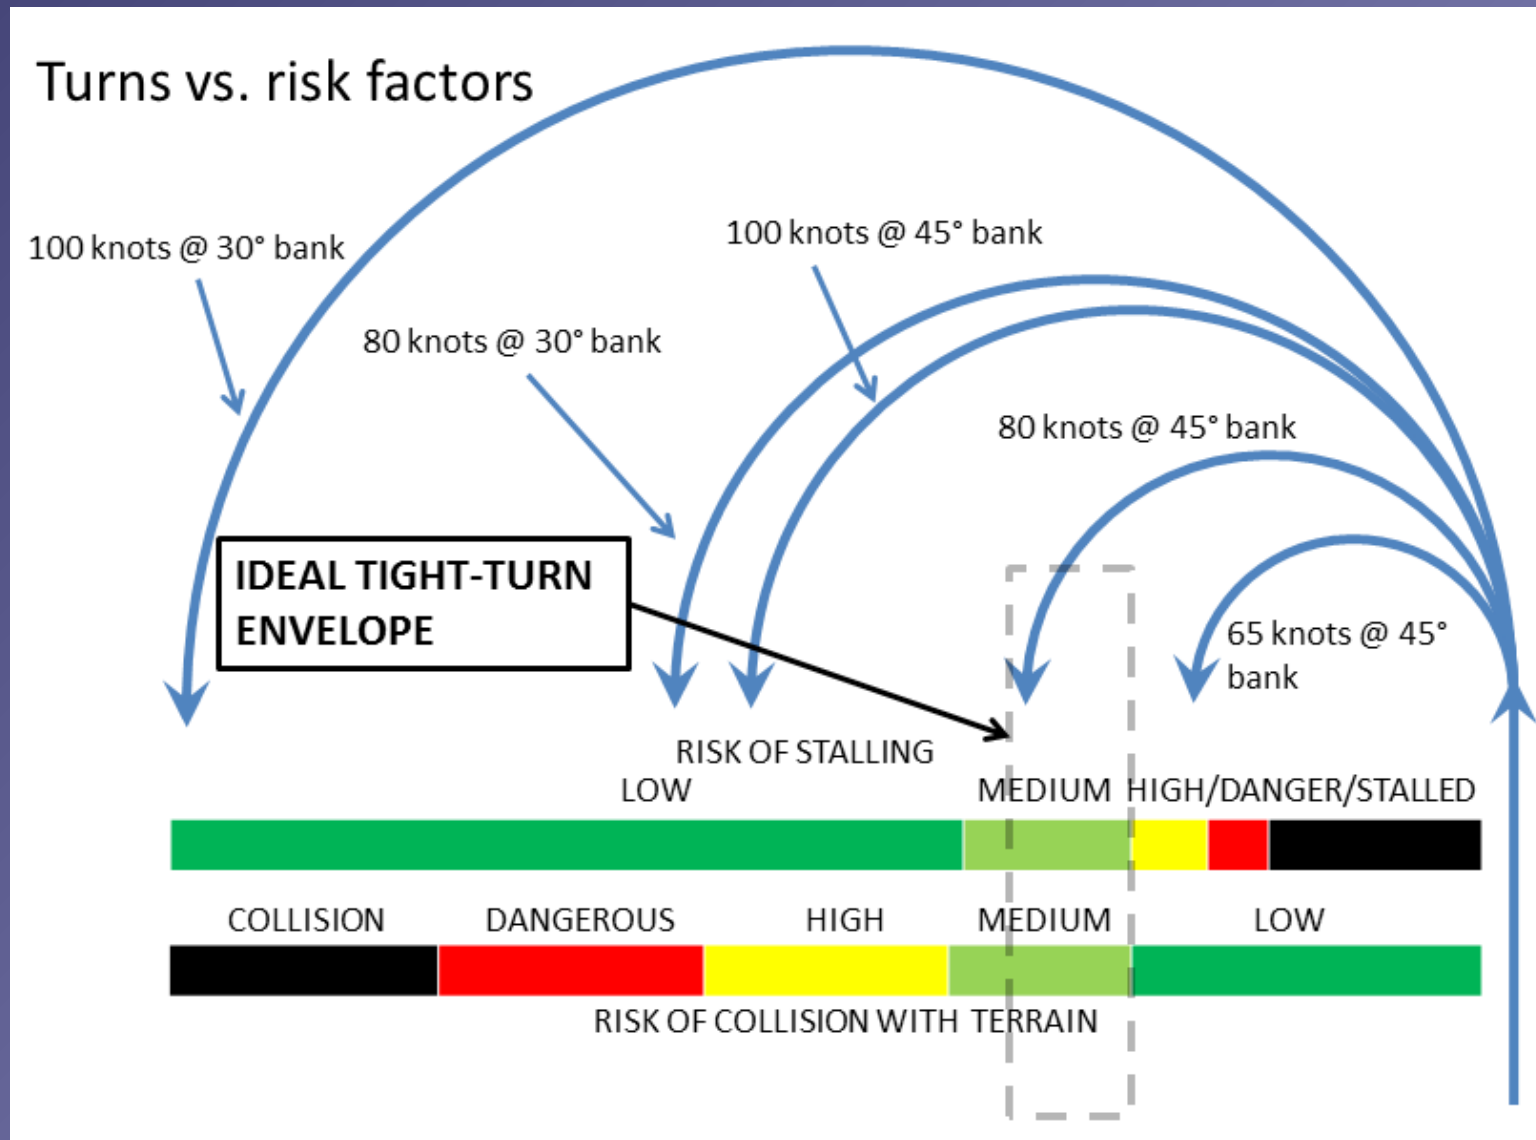 Turns vs. risk factors
100 knots @ 30° bank
100 knots @ 45° bank
80 knots @ 30° bank
80 knots @ 45° bank
IDEAL TIGHT-TURN
ENVELOPE
65 knots @ 45°
bank
RISK OF STALLING
LOW MEDIUM HIGH/DANGER/STALLED
COLLISION DANGEROUS HIGH MEDIUM LOW
RISK OF COLLISION WITH TERRAIN